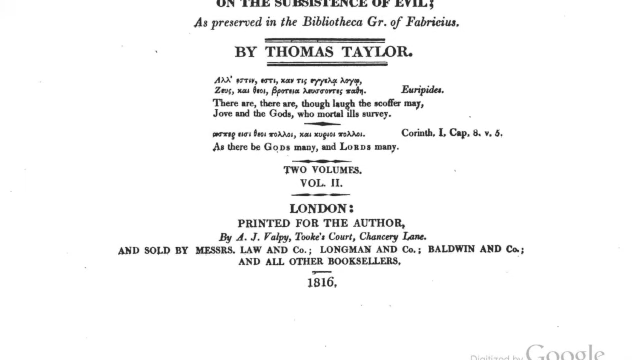 ON THE SUBSISTENCE OF EVIL;
As preserved in the Bibliotheca Gr. of Fabricius.
BY THOMAS TAYLOR.
Αλλ' εστιν, εστι, καν τις εγγελα λογω,
Ζευς, και θεοι, βροτεια λευσσοντες παθη. Euripides.
There are, there are, though laugh the scoffer may,
Jove and the Gods, who mortal ills survey.
ωσπερ εισι θεοι πολλοι, και κυριοι πολλοι. Corinth. I, Cap. 8. v. 5.
As there be GODS many, and LORDS many.
TWO VOLUMES.
VOL. II.
LONDON:
PRINTED FOR THE AUTHOR,
By A. J. Valpy, Tooke's Court, Chancery Lane.
AND SOLD BY MESSRS. LAW AND Co.; LONGMAN AND Co.; BALDWIN AND Co.;
AND ALL OTHER BOOKSELLERS.
1816.
Digitized by Google